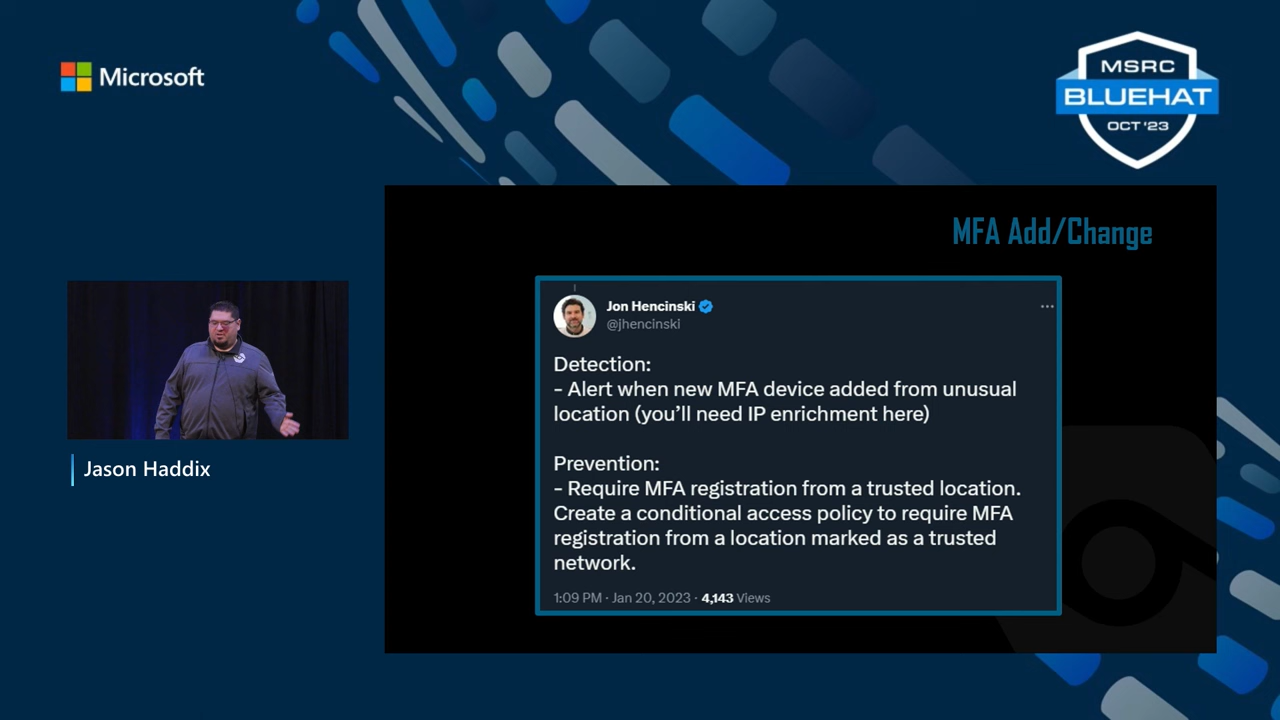 Microsoft
MSRC
BLUEHAT
OCT '23
MFA Add/Change
Jon Hencinski
@jhencinski
Detection:
- Alert when new MFA device added from unusual
location (you’ll need IP enrichment here)
Prevention:
- Require MFA registration from a trusted location.
Create a conditional access policy to require MFA
registration from a location marked as a trusted
network.
1:09 PM · Jan 20, 2023 · 4,143 Views
Jason Haddix